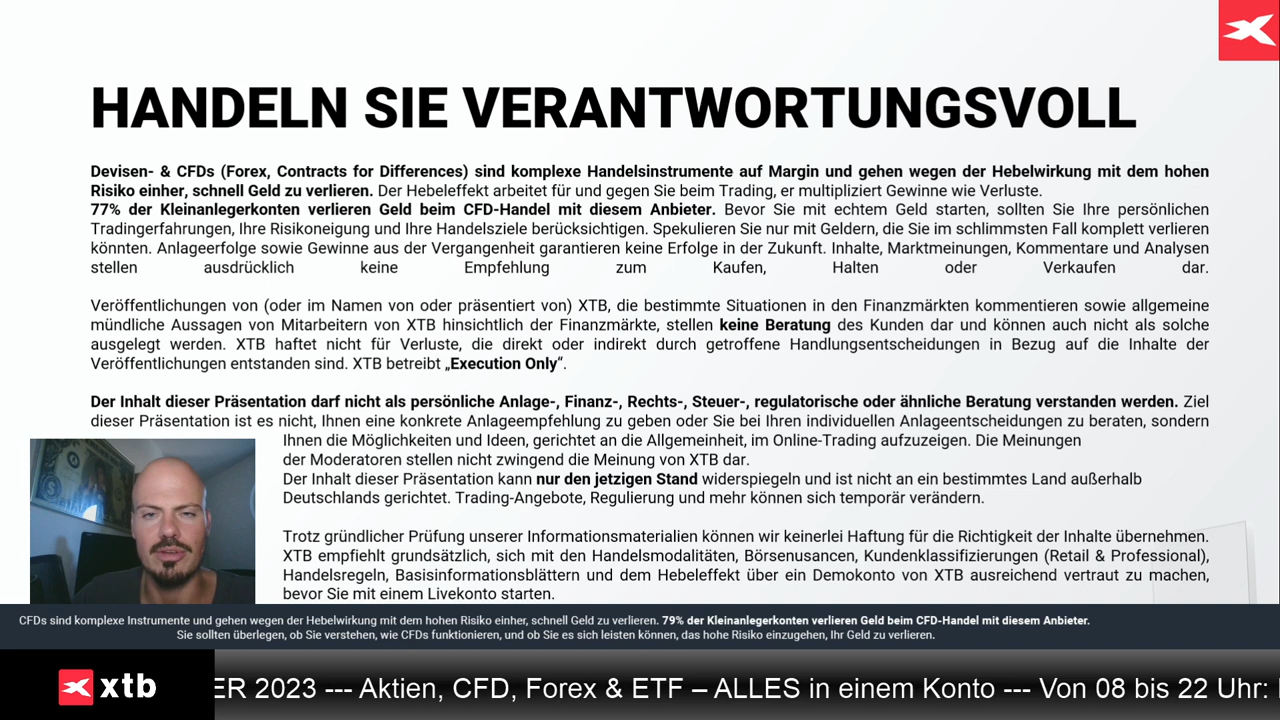 HANDELN SIE VERANTWORTUNGSVOLL
Devisen- & CFDs (Forex, Contracts for Differences) sind komplexe Handelsinstrumente auf Margin und gehen wegen der Hebelwirkung mit dem hohen
Risiko einher, schnell Geld zu verlieren. Der Hebeleffekt arbeitet für und gegen Sie beim Trading, er multipliziert Gewinne wie Verluste.
77% der Kleinanlegerkonten verlieren Geld beim CFD-Handel mit diesem Anbieter. Bevor Sie mit echtem Geld starten, sollten Sie Ihre persönlichen
Tradingerfahrungen, Ihre Risikoneigung und Ihre Handelsziele berücksichtigen. Spekulieren Sie nur mit Geldern, die Sie im schlimmsten Fall komplett verlieren
könnten. Anlageerfolge sowie Gewinne aus der Vergangenheit garantieren keine Erfolge in der Zukunft. Inhalte, Marktmeinungen, Kommentare und Analysen
stellen ausdrücklich keine Empfehlung zum Kaufen, Halten oder Verkaufen dar.
Veröffentlichungen von (oder im Namen von oder präsentiert von) XTB, die bestimmte Situationen in den Finanzmärkten kommentieren sowie allgemeine
mündliche Aussagen von Mitarbeitern von XTB hinsichtlich der Finanzmärkte, stellen keine Beratung des Kunden dar und können auch nicht als solche
ausgelegt werden. XTB haftet nicht für Verluste, die direkt oder indirekt durch getroffene Handlungsentscheidungen in Bezug auf die Inhalte der
Veröffentlichungen entstanden sind. XTB betreibt „Execution Only“.
Der Inhalt dieser Präsentation darf nicht als persönliche Anlage-, Finanz-, Rechts-, Steuer-, regulatorische oder ähnliche Beratung verstanden werden. Ziel
dieser Präsentation ist es nicht, Ihnen eine konkrete Anlageempfehlung zu geben oder Sie bei Ihren individuellen Anlageentscheidungen zu beraten, sondern
Ihnen die Möglichkeiten und Ideen, gerichtet an die Allgemeinheit, im Online-Trading aufzuzeigen. Die Meinungen
der Moderatoren stellen nicht zwingend die Meinung von XTB dar.
Der Inhalt dieser Präsentation kann nur den jetzigen Stand widerspiegeln und ist nicht an ein bestimmtes Land außerhalb
Deutschlands gerichtet. Trading-Angebote, Regulierung und mehr können sich temporär verändern.
Trotz gründlicher Prüfung unserer Informationsmaterialien können wir keinerlei Haftung für die Richtigkeit der Inhalte übernehmen.
XTB empfiehlt grundsätzlich, sich mit den Handelsmodalitäten, Börsenusancen, Kundenklassifizierungen (Retail & Professional),
Handelsregeln, Basisinformationsblättern und dem Hebeleffekt über ein Demokonto von XTB ausreichend vertraut zu machen,
bevor Sie mit einem Livekonto starten.
CFDs sind komplexe Instrumente und gehen wegen der Hebelwirkung mit dem hohen Risiko einher, schnell Geld zu verlieren. 79% der Kleinanlegerkonten verlieren Geld beim CFD-Handel mit diesem Anbieter.
Sie sollten überlegen, ob Sie verstehen, wie CFDs funktionieren, und ob Sie es sich leisten können, das hohe Risiko einzugehen, Ihr Geld zu verlieren.
xtb ER 2023 --- Aktien, CFD, Forex & ETF – ALLES in einem Konto --- Von 08 bis 22 Uhr: